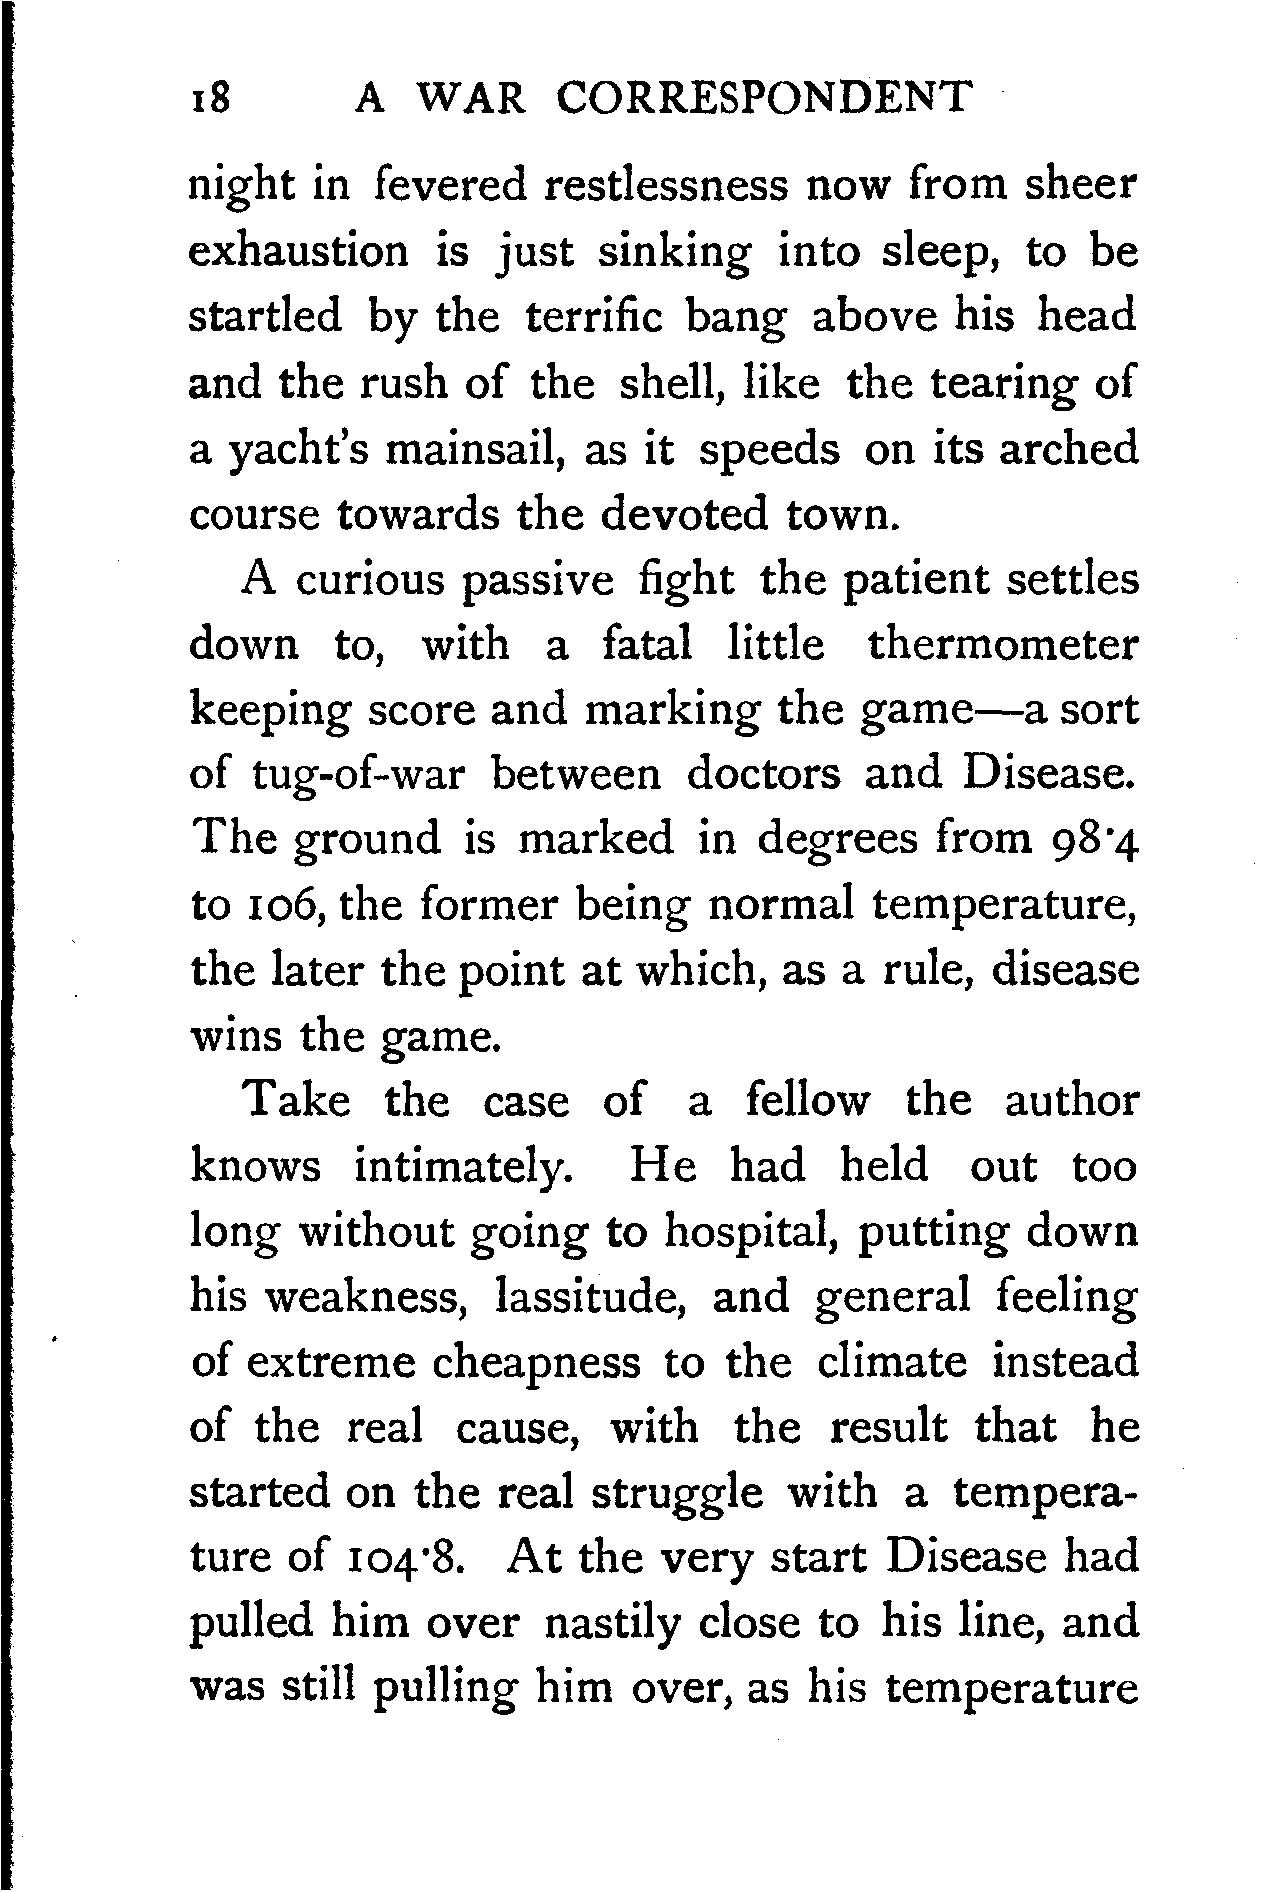 18 A WAR CORRESPONDENT
night in fevered restlessness now from sheer
exhaustion is just sinking into sleep, to be
startled by the terrific bang above his head
and the rush of the shell, like the tearing of
a yacht's mainsail, as it speeds on its arched
course towards the devoted town.
A curious passive fight the patient settles
down to, with a fatal little thermometer
keeping score and marking the game—a sort
of tug-of-war between doctors and Disease.
The ground is marked in degrees from 98·4
to 106, the former being normal temperature,
the later the point at which, as a rule, disease
wins the game.
Take the case of a fellow the author
knows intimately. He had held out too
long without going to hospital, putting down
his weakness, lassitude, and general feeling
of extreme cheapness to the climate instead
of the real cause, with the result that he
started on the real struggle with a tempera-
ture of 104·8. At the very start Disease had
pulled him over nastily close to his line, and
was still pulling him over, as his temperature